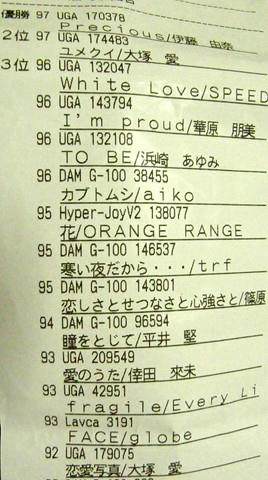 優勝 97 UGA 170378
Precious/伊藤 由奈
2位 97 UGA 174483
ユメクイ/大塚 愛
3位 96 UGA 132047
White Love/SPEED
96 UGA 143794
I'm proud/華原 朋美
96 UGA 132108
TO BE/浜崎 あゆみ
96 DAM G-100 38455
カブトムシ/aiko
95 Hyper-JoyV2 138077
花/ORANGE RANGE
95 DAM G-100 146537
寒い夜だから・・・/trf
95 DAM G-100 143801
恋しさとせつなさと心強さと/篠原
94 DAM G-100 96594
瞳をとじて/平井 堅
93 UGA 209549
愛のうた/倖田 來未
93 UGA 42951
fragile/Every Li
93 Lavca 3191
FACE/globe
92 UGA 179075
恋愛写真/大塚 愛